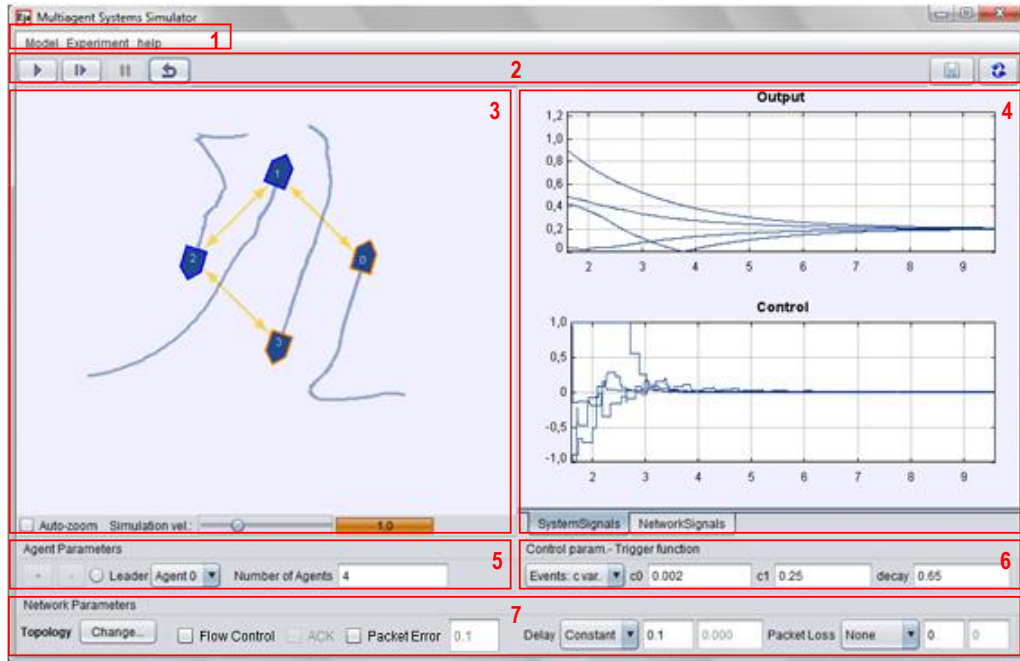 Eje Multiagent Systems Simulator
Model Experiment help 1
2
3
1
2
0
3
Auto-zoom Simulation vel.: 1.0
4
Output
1,2
1,0
0,8
0,6
0,4
0,2
0
2 3 4 5 6 7 8 9
Control
1,0
0,5
0
-0,5
-1,0
2 3 4 5 6 7 8 9
SystemSignals NetworkSignals
Agent Parameters 5
+ - Leader Agent 0 Number of Agents 4
Control param.- Trigger function 6
Events: c var. c0 0.002 c1 0.25 decay 0.65
Network Parameters 7
Topology Change... Flow Control ACK Packet Error 0.1 Delay Constant 0.1 0.000 Packet Loss None 0 0